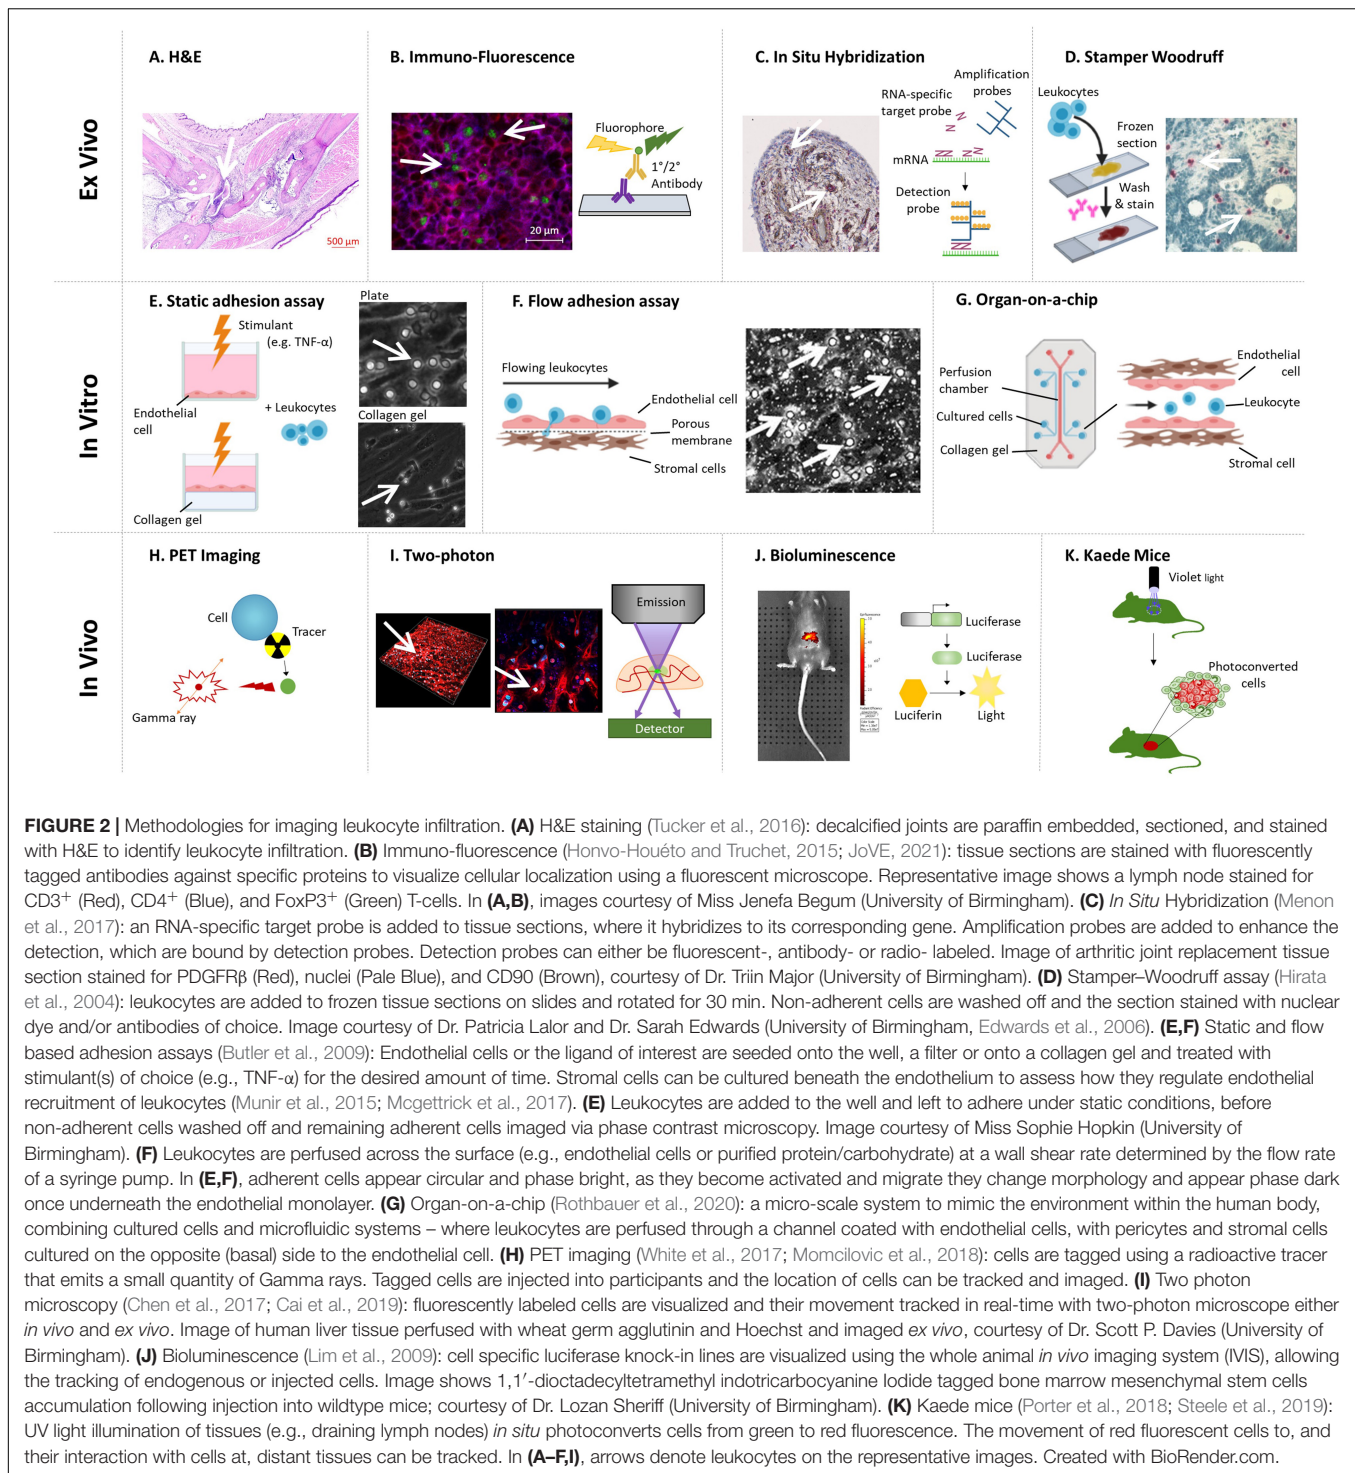 Ex Vivo
A. H&E
500 µm
B. Immuno-Fluorescence
20 µm
Fluorophore
1°/2°
Antibody
C. In Situ Hybridization
Amplification
probes
RNA-specific
target probe
mRNA
Detection
probe
D. Stamper Woodruff
Leukocytes
Frozen
section
Wash
& stain
In Vitro
E. Static adhesion assay
Stimulant
(e.g. TNF-α)
Endothelial
cell
+ Leukocytes
Collagen gel
Plate
Collagen gel
F. Flow adhesion assay
Flowing leukocytes
Endothelial cell
Porous
membrane
Stromal cells
G. Organ-on-a-chip
Perfusion
chamber
Cultured cells
Collagen gel
Endothelial
cell
Leukocyte
Stromal cell
In Vivo
H. PET Imaging
Cell
Tracer
Gamma ray
I. Two-photon
Emission
Detector
J. Bioluminescence
Luciferase
Luciferase
Luciferin
Light
K. Kaede Mice
Violet light
Photoconverted
cells
FIGURE 2 | Methodologies for imaging leukocyte infiltration. (A) H&E staining (Tucker et al., 2016): decalcified joints are paraffin embedded, sectioned, and stained
with H&E to identify leukocyte infiltration. (B) Immuno-fluorescence (Honvo-Houéto and Truchet, 2015; JoVE, 2021): tissue sections are stained with fluorescently
tagged antibodies against specific proteins to visualize cellular localization using a fluorescent microscope. Representative image shows a lymph node stained for
CD3+ (Red), CD4+ (Blue), and FoxP3+ (Green) T-cells. In (A,B), images courtesy of Miss Jenefa Begum (University of Birmingham). (C) In Situ Hybridization (Menon
et al., 2017): an RNA-specific target probe is added to tissue sections, where it hybridizes to its corresponding gene. Amplification probes are added to enhance the
detection, which are bound by detection probes. Detection probes can either be fluorescent-, antibody- or radio- labeled. Image of arthritic joint replacement tissue
section stained for PDGFRβ (Red), nuclei (Pale Blue), and CD90 (Brown), courtesy of Dr. Triin Major (University of Birmingham). (D) Stamper–Woodruff assay (Hirata
et al., 2004): leukocytes are added to frozen tissue sections on slides and rotated for 30 min. Non-adherent cells are washed off and the section stained with nuclear
dye and/or antibodies of choice. Image courtesy of Dr. Patricia Lalor and Dr. Sarah Edwards (University of Birmingham, Edwards et al., 2006). (E,F) Static and flow
based adhesion assays (Butler et al., 2009): Endothelial cells or the ligand of interest are seeded onto the well, a filter or onto a collagen gel and treated with
stimulant(s) of choice (e.g., TNF-α) for the desired amount of time. Stromal cells can be cultured beneath the endothelium to assess how they regulate endothelial
recruitment of leukocytes (Munir et al., 2015; Mcgettrick et al., 2017). (E) Leukocytes are added to the well and left to adhere under static conditions, before
non-adherent cells washed off and remaining adherent cells imaged via phase contrast microscopy. Image courtesy of Miss Sophie Hopkin (University of
Birmingham). (F) Leukocytes are perfused across the surface (e.g., endothelial cells or purified protein/carbohydrate) at a wall shear rate determined by the flow rate
of a syringe pump. In (E,F), adherent cells appear circular and phase bright, as they become activated and migrate they change morphology and appear phase dark
once underneath the endothelial monolayer. (G) Organ-on-a-chip (Rothbauer et al., 2020): a micro-scale system to mimic the environment within the human body,
combining cultured cells and microfluidic systems – where leukocytes are perfused through a channel coated with endothelial cells, with pericytes and stromal cells
cultured on the opposite (basal) side to the endothelial cell. (H) PET imaging (White et al., 2017; Momcilovic et al., 2018): cells are tagged using a radioactive tracer
that emits a small quantity of Gamma rays. Tagged cells are injected into participants and the location of cells can be tracked and imaged. (I) Two photon
microscopy (Chen et al., 2017; Cai et al., 2019): fluorescently labeled cells are visualized and their movement tracked in real-time with two-photon microscope either
in vivo and ex vivo. Image of human liver tissue perfused with wheat germ agglutinin and Hoechst and imaged ex vivo, courtesy of Dr. Scott P. Davies (University of
Birmingham). (J) Bioluminescence (Lim et al., 2009): cell specific luciferase knock-in lines are visualized using the whole animal in vivo imaging system (IVIS), allowing
the tracking of endogenous or injected cells. Image shows 1,1′-dioctadecyltetramethyl indotricarbocyanine Iodide tagged bone marrow mesenchymal stem cells
accumulation following injection into wildtype mice; courtesy of Dr. Lozan Sheriff (University of Birmingham). (K) Kaede mice (Porter et al., 2018; Steele et al., 2019):
UV light illumination of tissues (e.g., draining lymph nodes) in situ photoconverts cells from green to red fluorescence. The movement of red fluorescent cells to, and
their interaction with cells at, distant tissues can be tracked. In (A–F,I), arrows denote leukocytes on the representative images. Created with BioRender.com.